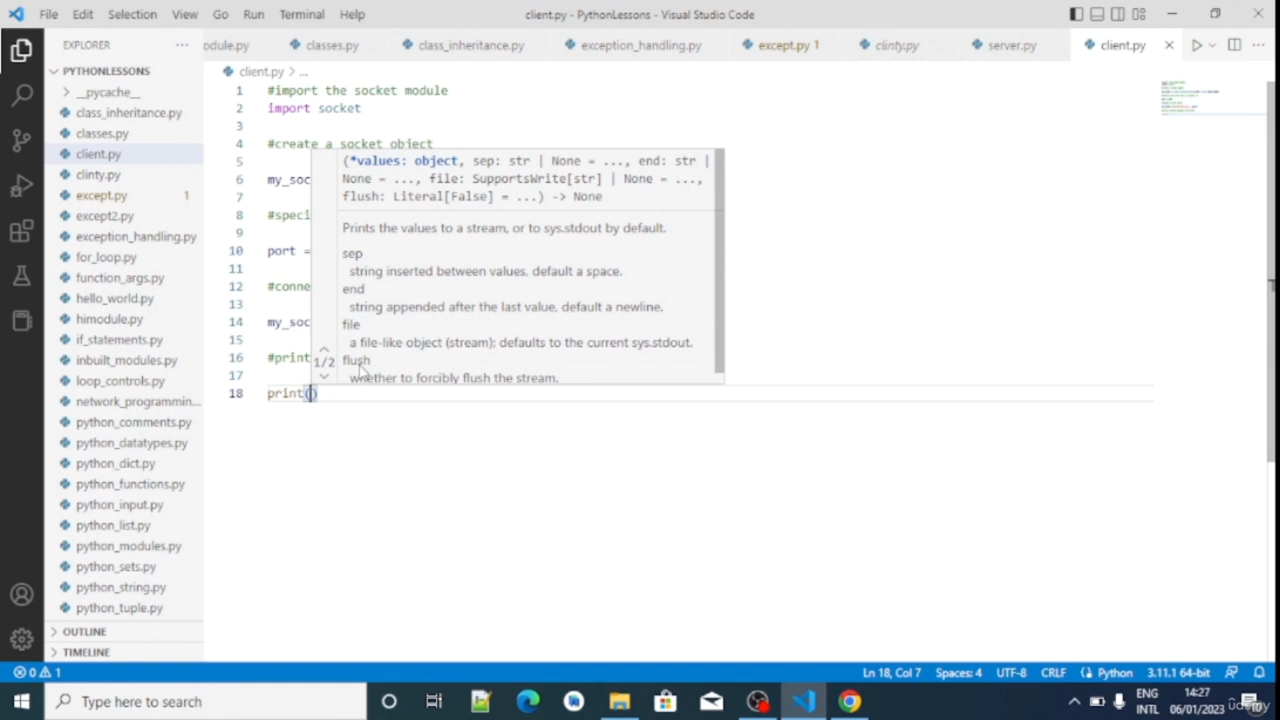 File Edit Selection View Go Run Terminal Help
client.py - PythonLessons - Visual Studio Code
EXPLORER
odule.py classes.py class_inheritance.py exception_handling.py except.py 1 clinty.py server.py client.py
PYTHONLESSONS
client.py > ...
__pycache__
class_inheritance.py
classes.py
client.py
clinty.py
except.py 1
except2.py
exception_handling.py
for_loop.py
function_args.py
hello_world.py
himodule.py
if_statements.py
inbuilt_modules.py
loop_controls.py
network_programmin...
python_comments.py
python_datatypes.py
python_dict.py
python_functions.py
python_input.py
python_list.py
python_modules.py
python_sets.py
python_string.py
python_tuple.py
OUTLINE
TIMELINE
1 #import the socket module
2 import socket
3
4 #create a socket object
5
6 my_soc
7
8 #speci
9
10 port =
11
12 #conne
13
14 my_soc
15
16 #print
17
18 print()
(*values: object, sep: str | None = ..., end: str |
None = ..., file: SupportsWrite[str] | None = ...,
flush: Literal[False] = ...) -> None
Prints the values to a stream, or to sys.stdout by default.
sep
string inserted between values, default a space.
end
string appended after the last value, default a newline.
file
a file-like object (stream); defaults to the current sys.stdout.
1/2
flush
whether to forcibly flush the stream.
0 1
Ln 18, Col 7 Spaces: 4 UTF-8 CRLF Python 3.11.1 64-bit
Type here to search
ENG
INTL
14:27
06/01/2023
udemy